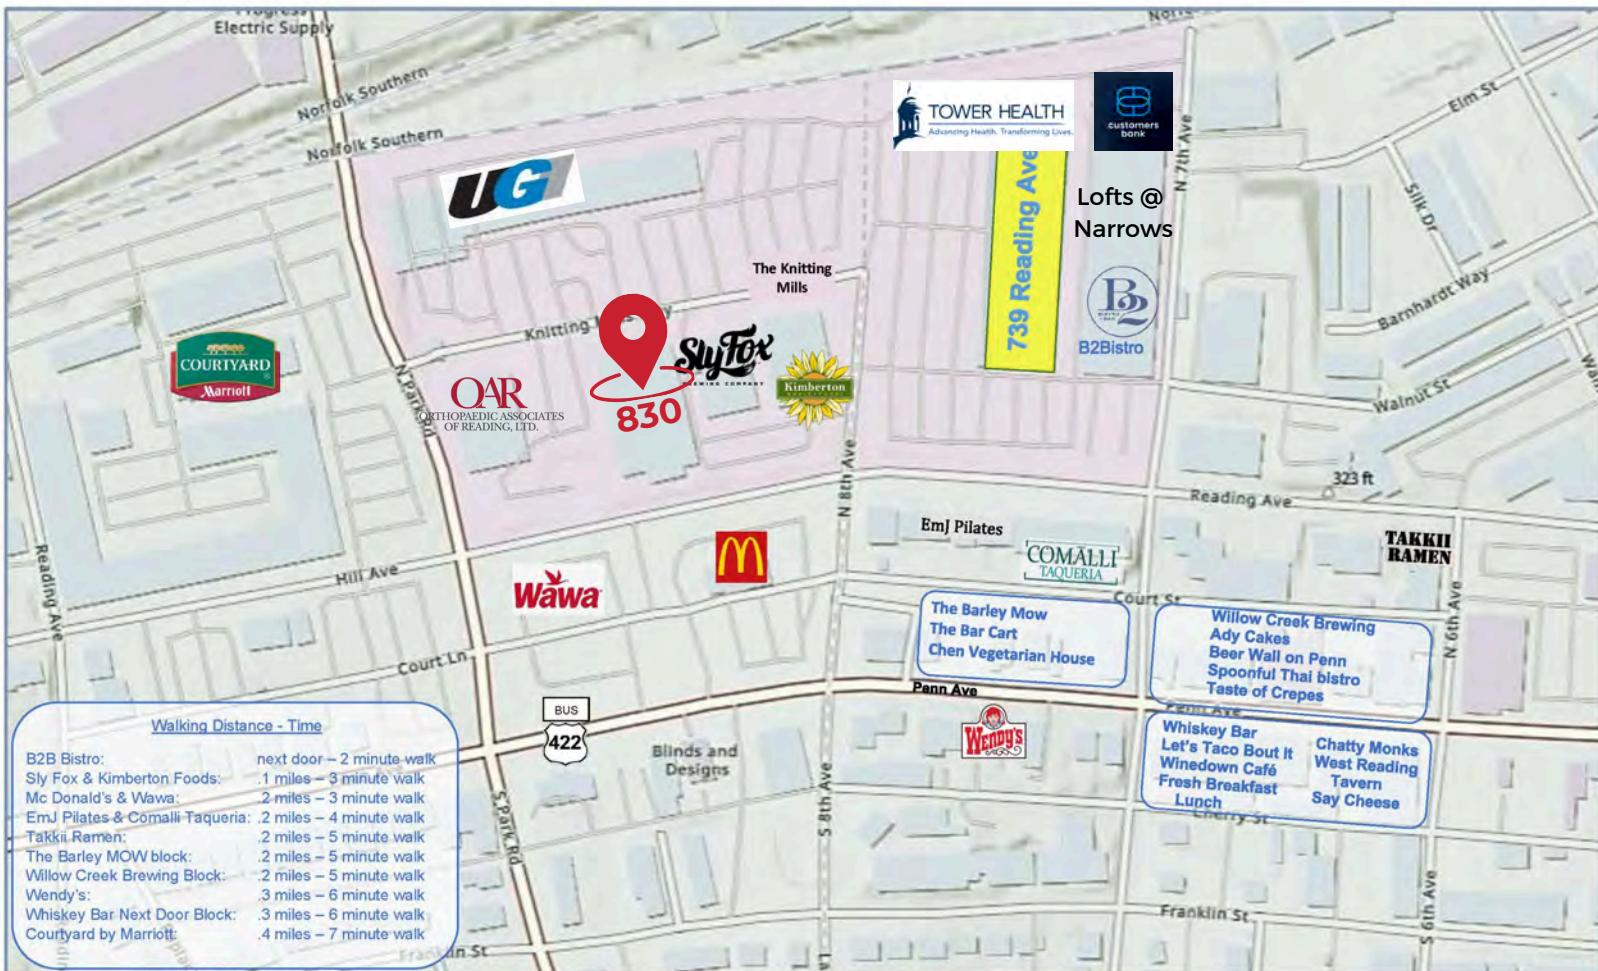 Progress
Electric Supply
Norfolk Southern
Norfolk Southern
TOWER HEALTH
Advancing Health. Transforming Lives.
customers
bank
N 7th Ave
Elm St
UGI
739 Reading Ave
Lofts @
Narrows
Silk Dr
The Knitting
Mills
Knitting
B2
B2Bistro
Barnhardt Way
COURTYARD
Marriott
N Park Rd
OAR
ORTHOPAEDIC ASSOCIATES
OF READING, LTD.
830
Sly Fox
BREWING COMPANY
Kimberton
Walnut St
N 8th Ave
323 ft
Reading Ave
EmJ Pilates
COMALLI
TAQUERIA
TAKKII
RAMEN
Reading Ave
Hill Ave
Wawa
Court St
N 6th Ave
The Barley Mow
The Bar Cart
Chen Vegetarian House
Willow Creek Brewing
Ady Cakes
Beer Wall on Penn
Spoonful Thai bistro
Taste of Crepes
Court Ln
Penn Ave
Penn Ave
BUS
422
Blinds and
Designs
WENDY'S
Whiskey Bar
Let's Taco Bout It
Winedown Café
Fresh Breakfast
Lunch
Chatty Monks
West Reading
Tavern
Say Cheese
Cherry St
S 8th Ave
S Park Rd
S 6th Ave
Franklin St
Franklin St
Walking Distance - Time
B2B Bistro: next door – 2 minute walk
Sly Fox & Kimberton Foods: .1 miles – 3 minute walk
Mc Donald's & Wawa: .2 miles – 3 minute walk
EmJ Pilates & Comalli Taqueria: .2 miles – 4 minute walk
Takkii Ramen: .2 miles – 5 minute walk
The Barley MOW block: .2 miles – 5 minute walk
Willow Creek Brewing Block: .2 miles – 5 minute walk
Wendy's: .3 miles – 6 minute walk
Whiskey Bar Next Door Block: .3 miles – 6 minute walk
Courtyard by Marriott: .4 miles – 7 minute walk